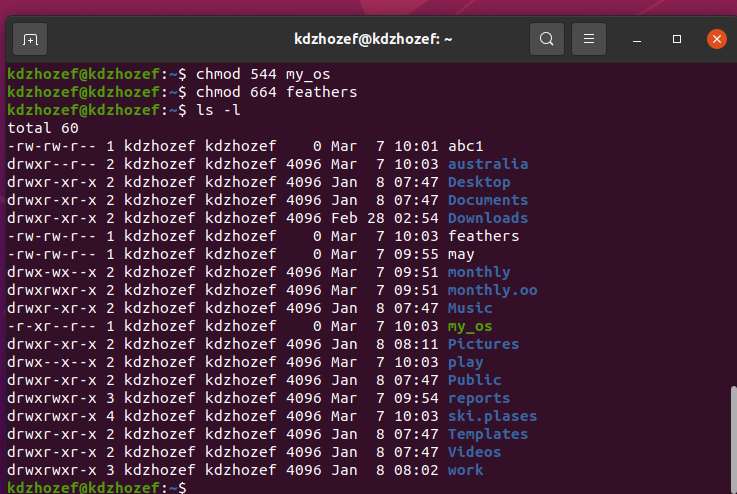 kdzhozef@kdzhozef: ~
kdzhozef@kdzhozef:~$ chmod 544 my_os
kdzhozef@kdzhozef:~$ chmod 664 feathers
kdzhozef@kdzhozef:~$ ls -l
total 60
-rw-rw-r-- 1 kdzhozef kdzhozef    0 Mar  7 10:01 abc1
drwxr--r-- 2 kdzhozef kdzhozef 4096 Mar  7 10:03 australia
drwxr-xr-x 2 kdzhozef kdzhozef 4096 Jan  8 07:47 Desktop
drwxr-xr-x 2 kdzhozef kdzhozef 4096 Jan  8 07:47 Documents
drwxr-xr-x 2 kdzhozef kdzhozef 4096 Feb 28 02:54 Downloads
-rw-rw-r-- 1 kdzhozef kdzhozef    0 Mar  7 10:03 feathers
-rw-rw-r-- 1 kdzhozef kdzhozef    0 Mar  7 09:55 may
drwx-wx--x 2 kdzhozef kdzhozef 4096 Mar  7 09:51 monthly
drwxrwxr-x 2 kdzhozef kdzhozef 4096 Mar  7 09:51 monthly.oo
drwxr-xr-x 2 kdzhozef kdzhozef 4096 Jan  8 07:47 Music
-r-xr--r-- 1 kdzhozef kdzhozef    0 Mar  7 10:03 my_os
drwxr-xr-x 2 kdzhozef kdzhozef 4096 Jan  8 08:11 Pictures
drwx--x--x 2 kdzhozef kdzhozef 4096 Mar  7 10:03 play
drwxr-xr-x 2 kdzhozef kdzhozef 4096 Jan  8 07:47 Public
drwxrwxr-x 3 kdzhozef kdzhozef 4096 Mar  7 09:54 reports
drwxrwxr-x 4 kdzhozef kdzhozef 4096 Mar  7 10:03 ski.plases
drwxr-xr-x 2 kdzhozef kdzhozef 4096 Jan  8 07:47 Templates
drwxr-xr-x 2 kdzhozef kdzhozef 4096 Jan  8 07:47 Videos
drwxrwxr-x 3 kdzhozef kdzhozef 4096 Jan  8 08:02 work
kdzhozef@kdzhozef:~$